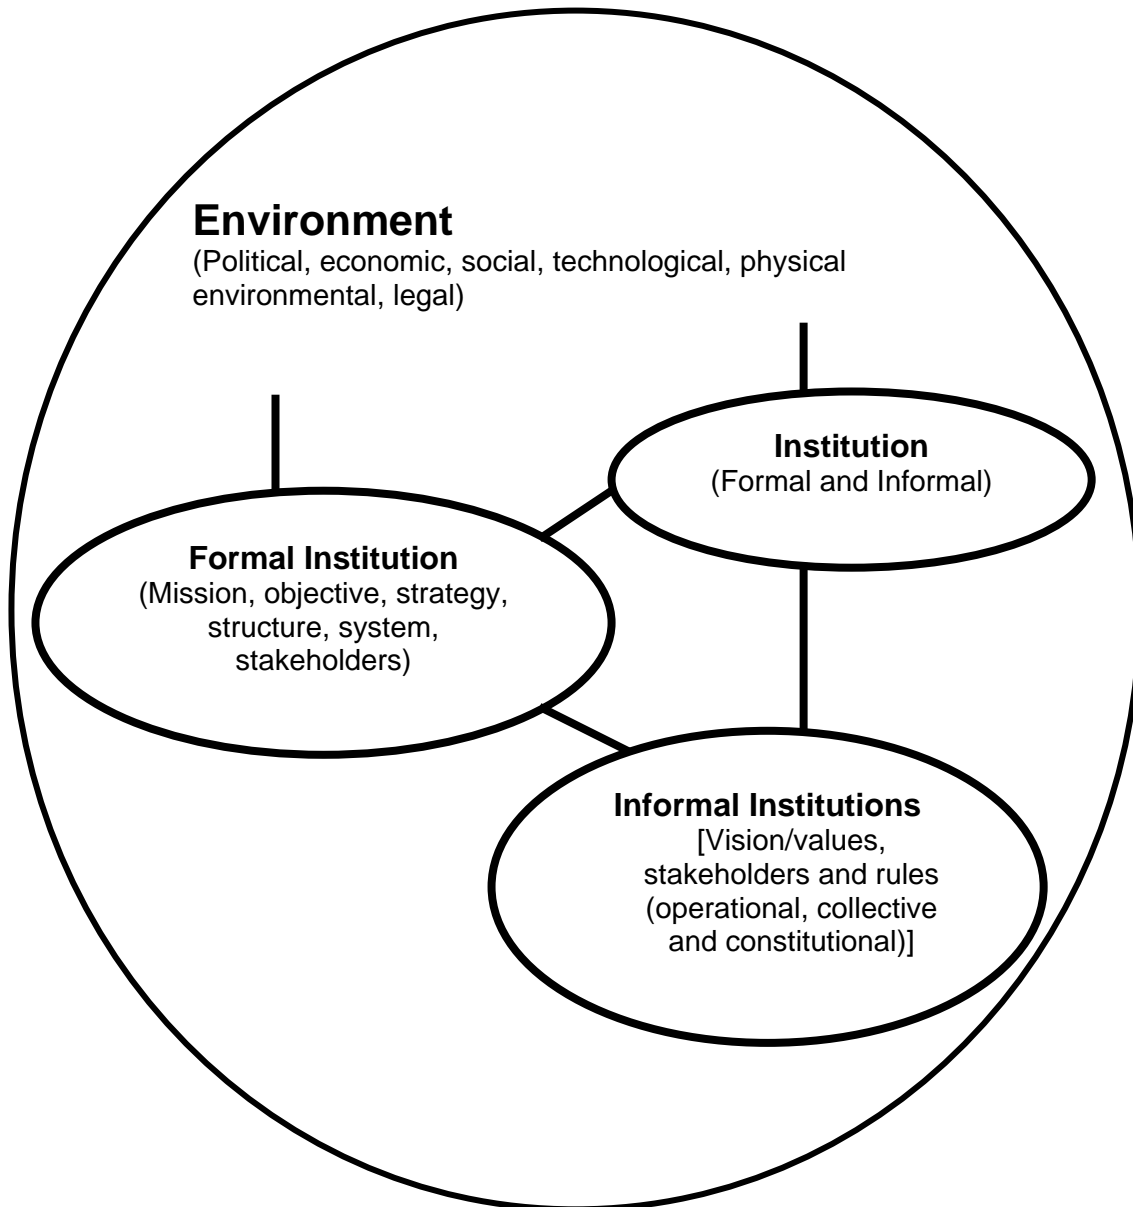 Environment
(Political, economic, social, technological, physical
environmental, legal)
Institution
(Formal and Informal)
Formal Institution
(Mission, objective, strategy,
structure, system,
stakeholders)
Informal Institutions
[Vision/values,
stakeholders and rules
(operational, collective
and constitutional)]